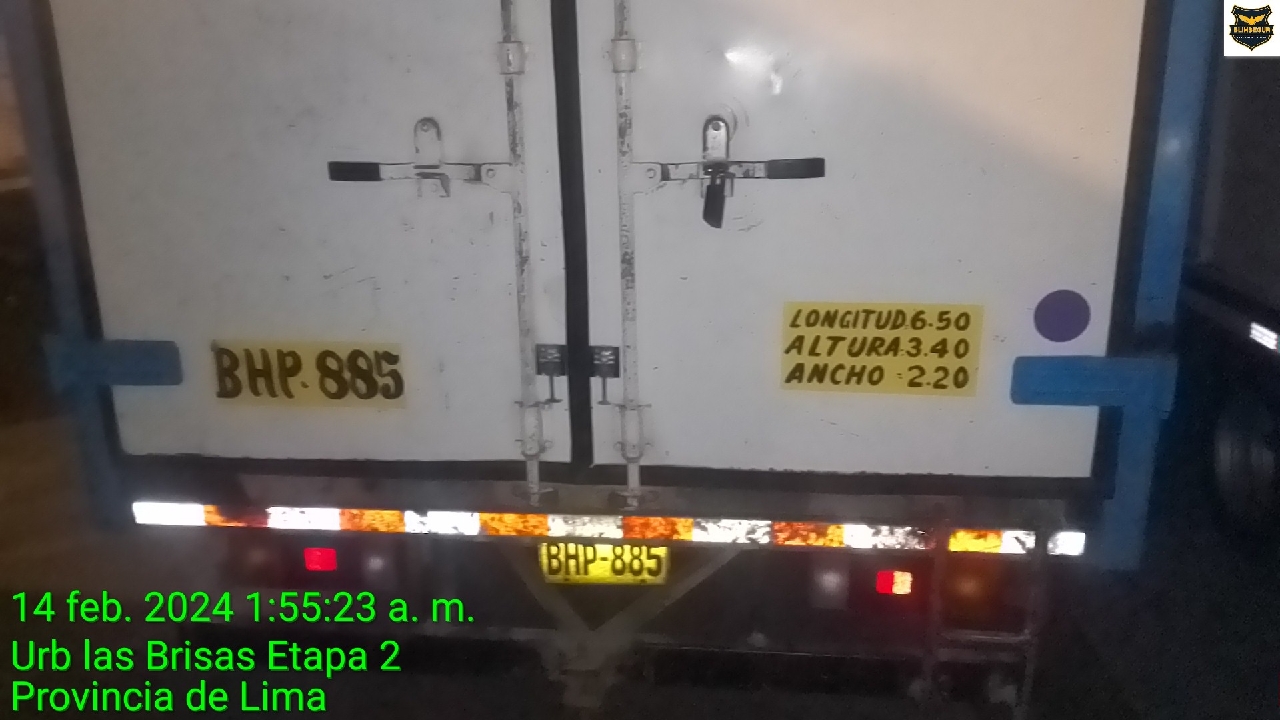 BLINDSEGUR
BHP. 885
LONGITUD:6.50
ALTURA:3.40
ANCHO :2.20
BHP-885
14 feb. 2024 1:55:23 a. m.
Urb las Brisas Etapa 2
Provincia de Lima